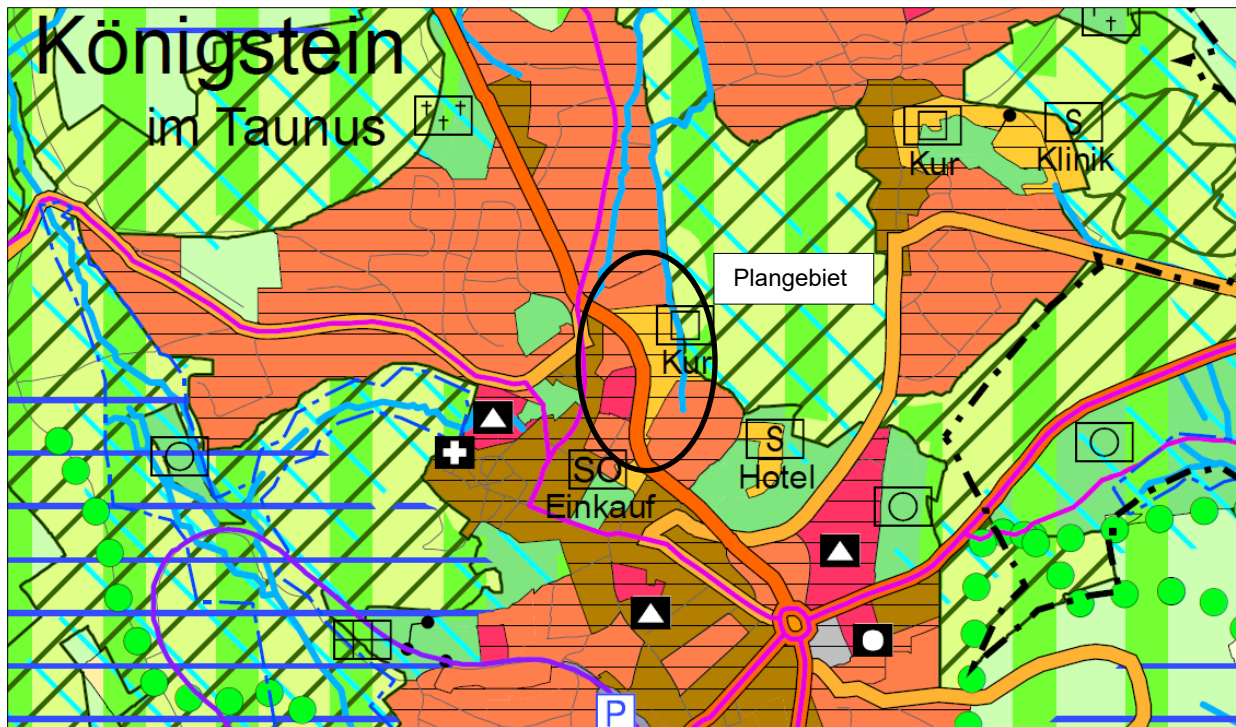 Königstein
im Taunus
Kur
S
Klinik
Plangebiet
Kur
S
Hotel
SO
Einkauf
P